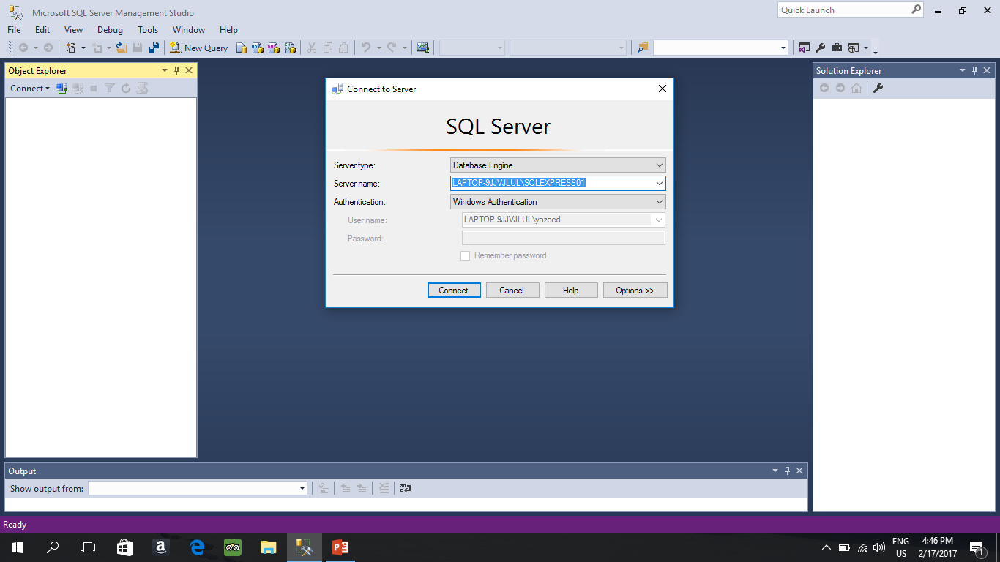 Microsoft SQL Server Management Studio
Quick Launch
File Edit View Debug Tools Window Help
New Query
Object Explorer
Connect
Solution Explorer
Connect to Server
SQL Server
Server type: Database Engine
Server name: LAPTOP-9JJVJLUL\SQLEXPRESS01
Authentication: Windows Authentication
User name: LAPTOP-9JJVJLUL\yazeed
Password:
Remember password
Connect Cancel Help Options >>
Output
Show output from:
Ready
ENG 4:46 PM
US 2/17/2017
1